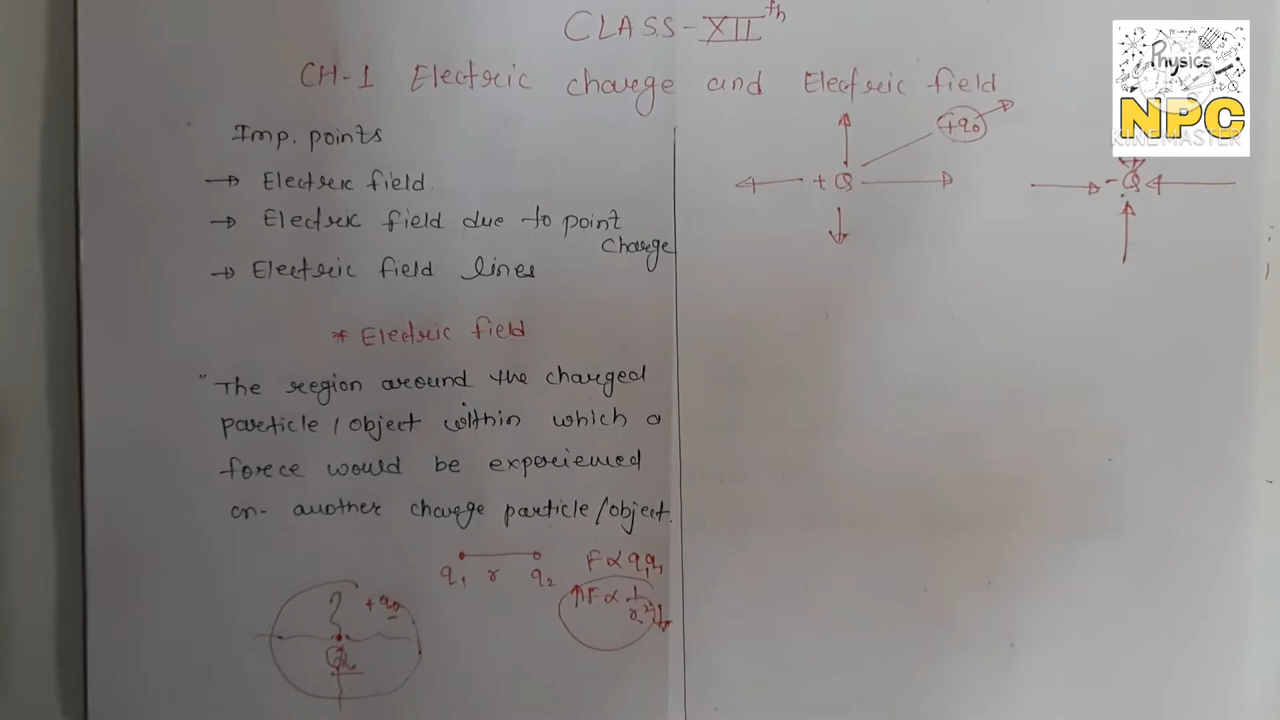 CLASS-XIIth
CH-1 Electric charge and Electric field
Physics
NPC
KINEMASTER
Imp. points
→ Electric field.
→ Electric field due to point
charge
→ Electric field lines
* Electric field
"The region around the charged
particle / object within which a
force would be experienced
on- another charge particle/object.
q₁ r q₂
F ∝ q₁q₂
↑F ∝ 1/r²↓
+q₀
Q
+q₀
+Q
-Q